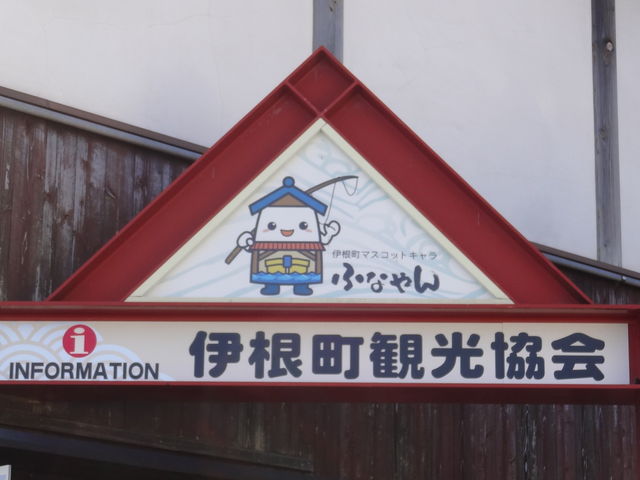 伊根町マスコットキャラ
ふなやん
i
INFORMATION
伊根町観光協会